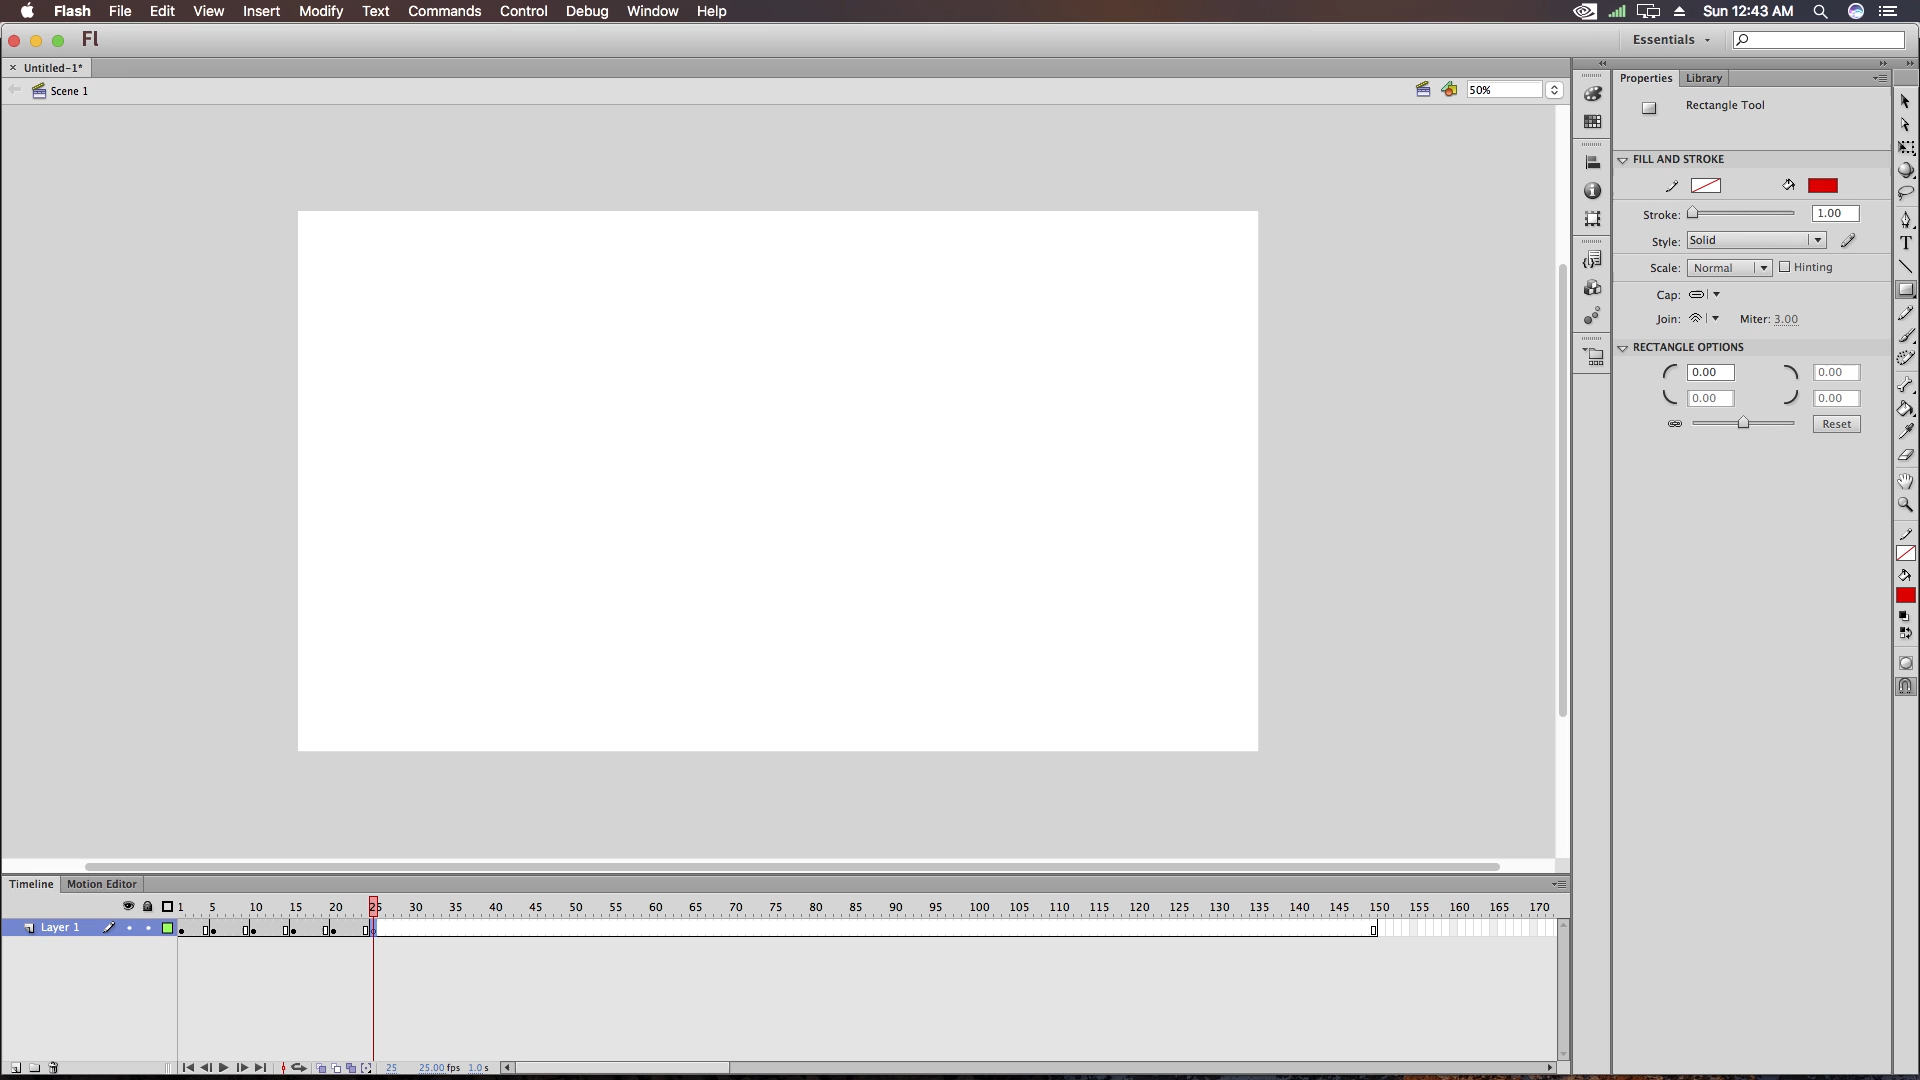 Flash File Edit View Insert Modify Text Commands Control Debug Window Help Sun 12:43 AM
Fl Essentials
Untitled-1*
Scene 1 50%
Properties Library
Rectangle Tool
FILL AND STROKE
Stroke: 1.00
Style: Solid
Scale: Normal Hinting
Cap:
Join: Miter: 3.00
RECTANGLE OPTIONS
0.00 0.00
0.00 0.00
Reset
T
Timeline Motion Editor
1 5 10 15 20 25 30 35 40 45 50 55 60 65 70 75 80 85 90 95 100 105 110 115 120 125 130 135 140 145 150 155 160 165 170
Layer 1
25 25.00 fps 1.0 s